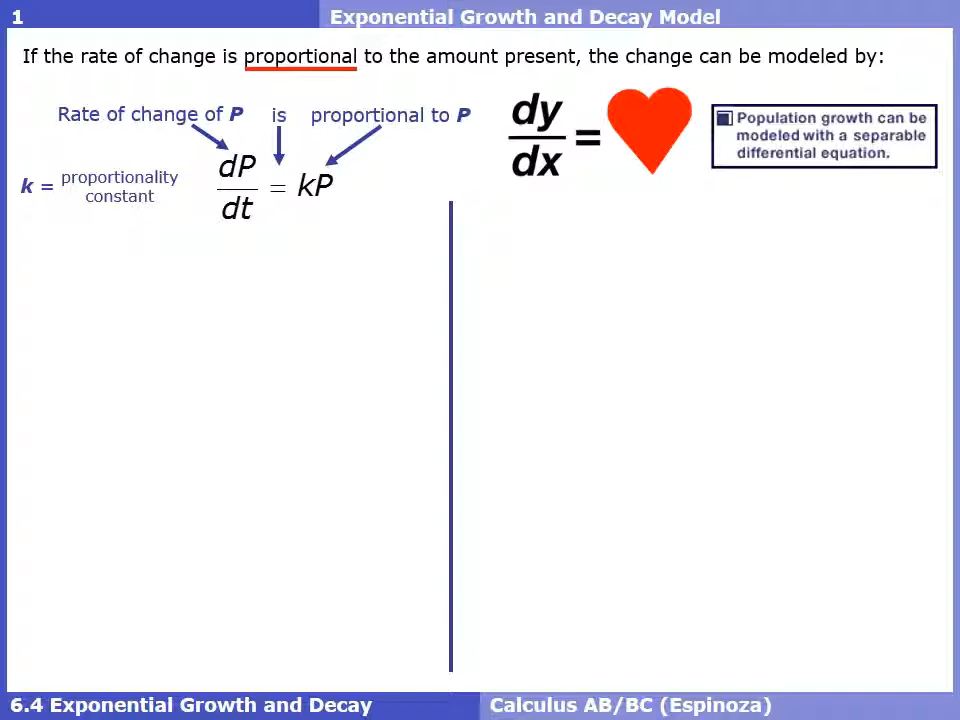 1
Exponential Growth and Decay Model
If the rate of change is proportional to the amount present, the change can be modeled by:
Rate of change of P is proportional to P
k = proportionality
constant
dP
dt
= kP
dy
dx
=
Population growth can be
modeled with a separable
differential equation.
6.4 Exponential Growth and Decay
Calculus AB/BC (Espinoza)